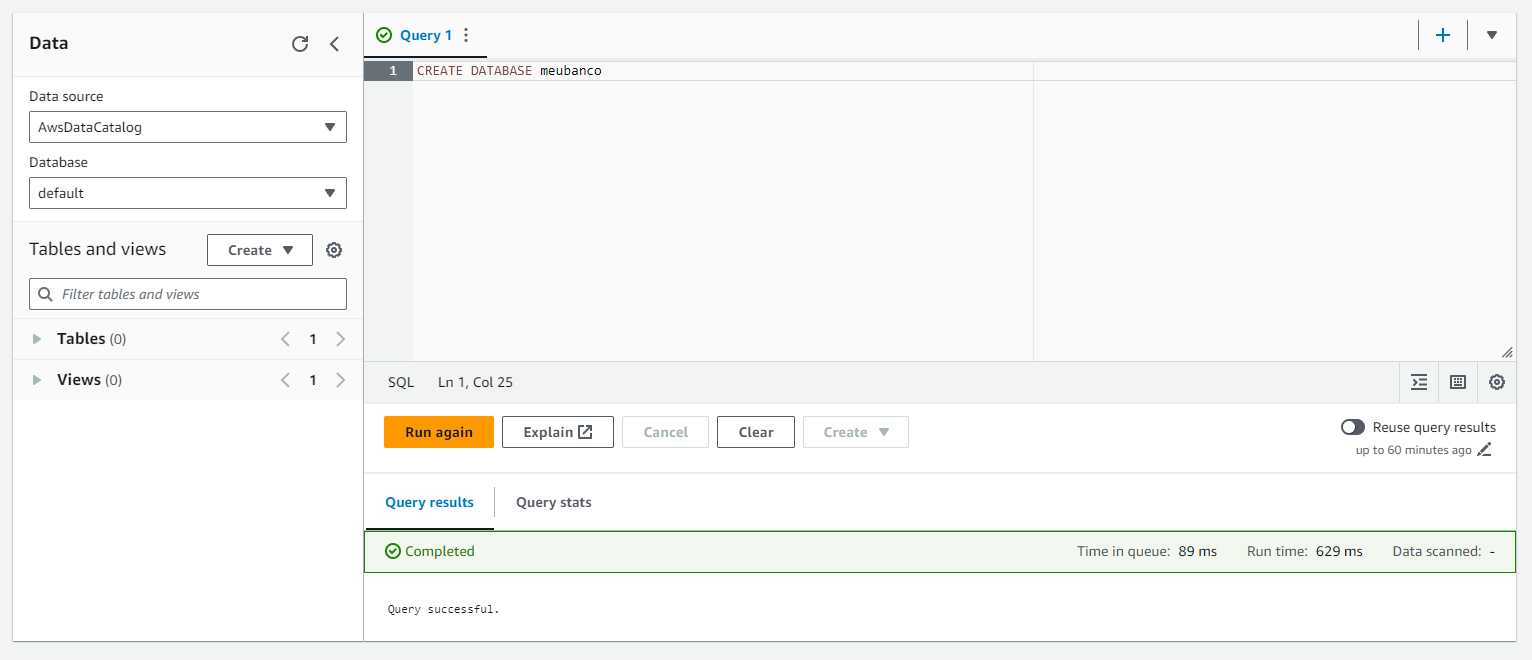 Data
Data source
AwsDataCatalog
Database
default
Tables and views
Create
Filter tables and views
Tables (0)
1
Views (0)
1
Query 1
1 CREATE DATABASE meubanco
SQL Ln 1, Col 25
Run again Explain Cancel Clear Create
Reuse query results
up to 60 minutes ago
Query results Query stats
Completed
Time in queue: 89 ms Run time: 629 ms Data scanned: -
Query successful.